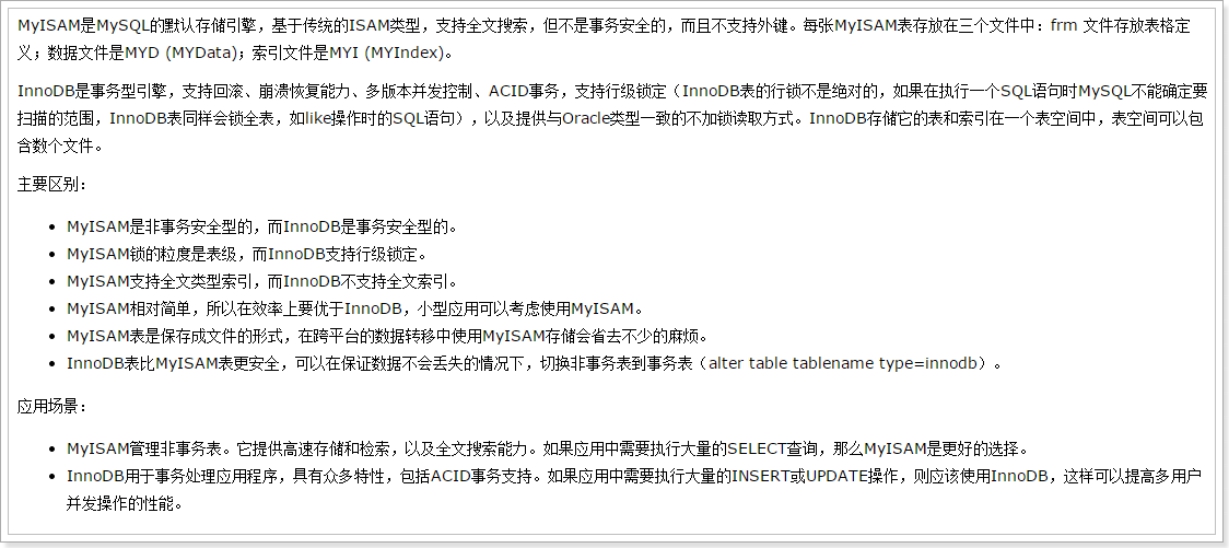 MyISAM是MySQL的默认存储引擎，基于传统的ISAM类型，支持全文搜索，但不是事务安全的，而且不支持外键。每张MyISAM表存放在三个文件中：frm 文件存放表格定
义；数据文件是MYD (MYData)；索引文件是MYI (MYIndex)。
InnoDB是事务型引擎，支持回滚、崩溃恢复能力、多版本并发控制、ACID事务，支持行级锁定（InnoDB表的行锁不是绝对的，如果在执行一个SQL语句时MySQL不能确定要
扫描的范围，InnoDB表同样会锁全表，如like操作时的SQL语句），以及提供与Oracle类型一致的不加锁读取方式。InnoDB存储它的表和索引在一个表空间中，表空间可以包
含数个文件。
主要区别：
• MyISAM是非事务安全型的，而InnoDB是事务安全型的。
• MyISAM锁的粒度是表级，而InnoDB支持行级锁定。
• MyISAM支持全文类型索引，而InnoDB不支持全文索引。
• MyISAM相对简单，所以在效率上要优于InnoDB，小型应用可以考虑使用MyISAM。
• MyISAM表是保存成文件的形式，在跨平台的数据转移中使用MyISAM存储会省去不少的麻烦。
• InnoDB表比MyISAM表更安全，可以在保证数据不会丢失的情况下，切换非事务表到事务表（alter table tablename type=innodb）。
应用场景：
• MyISAM管理非事务表。它提供高速存储和检索，以及全文搜索能力。如果应用中需要执行大量的SELECT查询，那么MyISAM是更好的选择。
• InnoDB用于事务处理应用程序，具有众多特性，包括ACID事务支持。如果应用中需要执行大量的INSERT或UPDATE操作，则应该使用InnoDB，这样可以提高多用户
并发操作的性能。